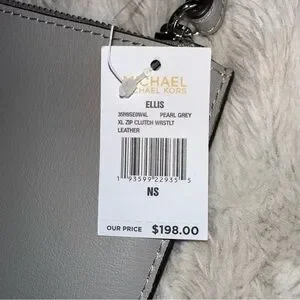 MICHAEL
MICHAEL KORS
ELLIS
PEARL GREY
XL ZIP CLUTCH WRSTLT
LEATHER
1 93599 22935 5
NS
OUR PRICE $198.00